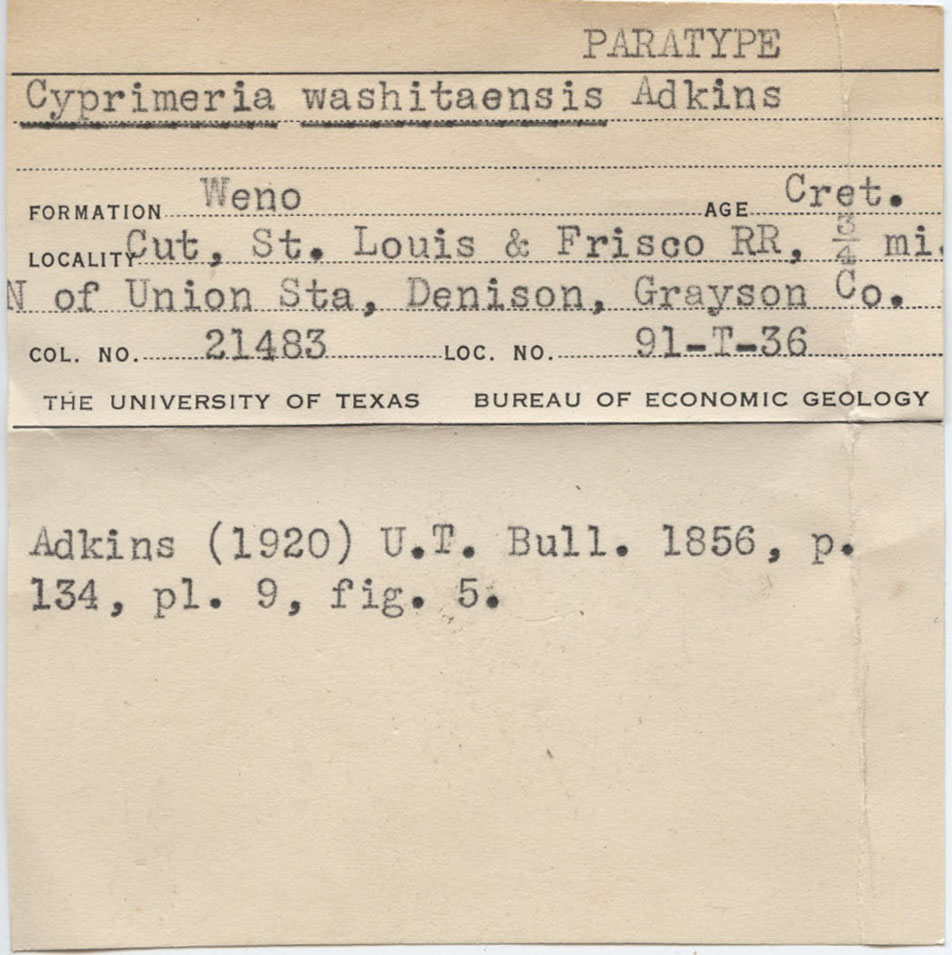 PARATYPE
Cyprimeria washitaensis Adkins
FORMATION Weno AGE Cret.
LOCALITY Cut, St. Louis & Frisco RR, 3/4 mi.
N of Union Sta, Denison, Grayson Co.
COL. NO. 21483 LOC. NO. 91-T-36
THE UNIVERSITY OF TEXAS BUREAU OF ECONOMIC GEOLOGY
Adkins (1920) U.T. Bull. 1856, p.
134, pl. 9, fig. 5.